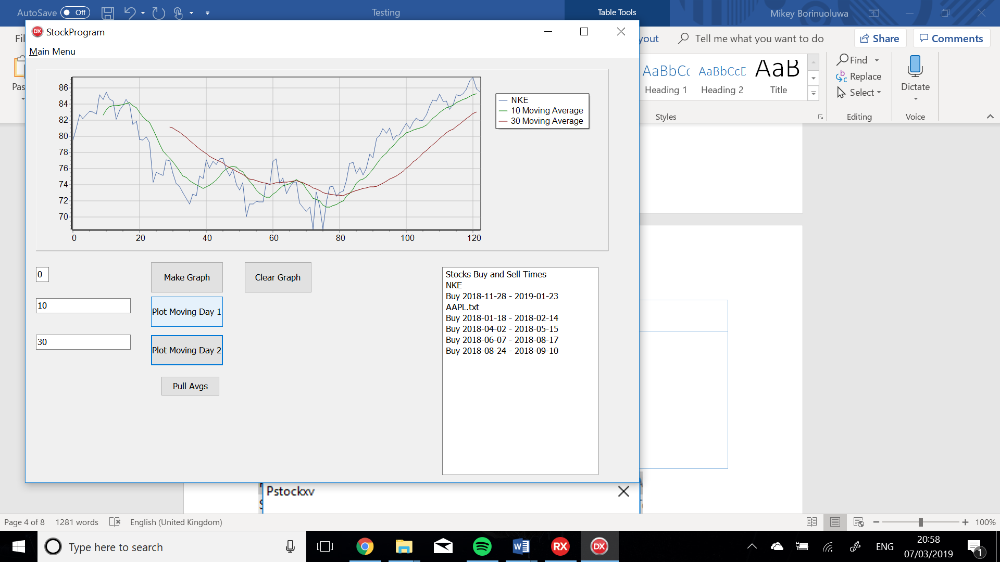 AutoSave Off
Testing
Table Tools
Mikey Borinuoluwa
DX StockProgram
Main Menu
yout
Tell me what you want to do
Share
Comments
Fil
Pas
AaBbCc
Heading 1
AaBbCcD
Heading 2
AaB
Title
Styles
Find
Replace
Select
Editing
Dictate
Voice
86
84
82
80
78
76
74
72
70
0 20 40 60 80 100 120
NKE
10 Moving Average
30 Moving Average
0
10
30
Make Graph
Clear Graph
Plot Moving Day 1
Plot Moving Day 2
Pull Avgs
Stocks Buy and Sell Times
NKE
Buy 2018-11-28 - 2019-01-23
AAPL.txt
Buy 2018-01-18 - 2018-02-14
Buy 2018-04-02 - 2018-05-15
Buy 2018-06-07 - 2018-08-17
Buy 2018-08-24 - 2018-09-10
Pstockxv
Page 4 of 8
1281 words
English (United Kingdom)
100%
Type here to search
RX
DX
ENG
20:58
07/03/2019
1